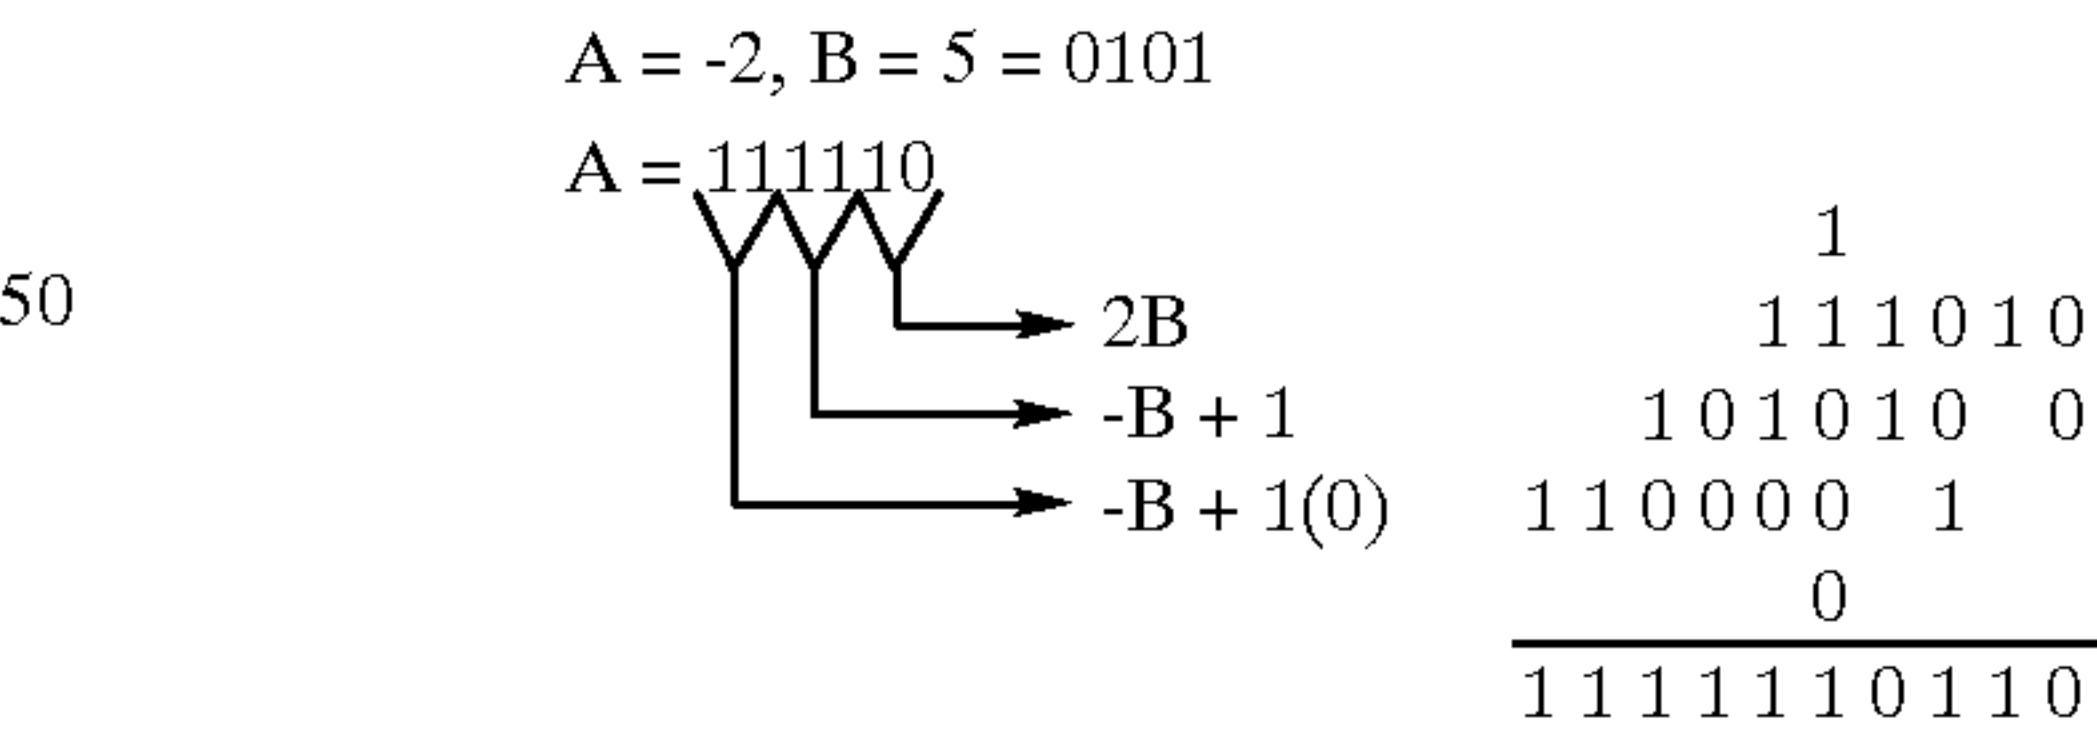 A = -2, B = 5 = 0101
A = 111110
50
2B
-B + 1
-B + 1(0)
1
1 1 1 0 1 0
1 0 1 0 1 0 0
1 1 0 0 0 0 1
0
1 1 1 1 1 1 0 1 1 0